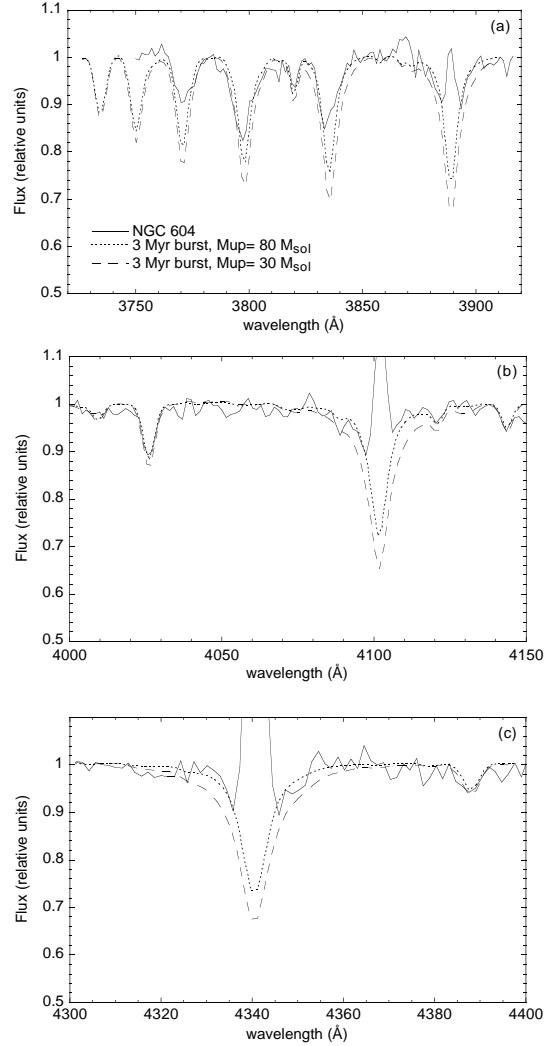 (a)
1.1
1
0.9
0.8
0.7
0.6
0.5
Flux (relative units)
NGC 604
3 Myr burst, Mup= 80 Msol
3 Myr burst, Mup= 30 Msol
3750 3800 3850 3900
wavelength (Å)
(b)
1.1
1
0.9
0.8
0.7
0.6
0.5
Flux (relative units)
4000 4050 4100 4150
wavelength (Å)
(c)
1.1
1
0.9
0.8
0.7
0.6
0.5
Flux (relative units)
4300 4320 4340 4360 4380 4400
wavelength (Å)